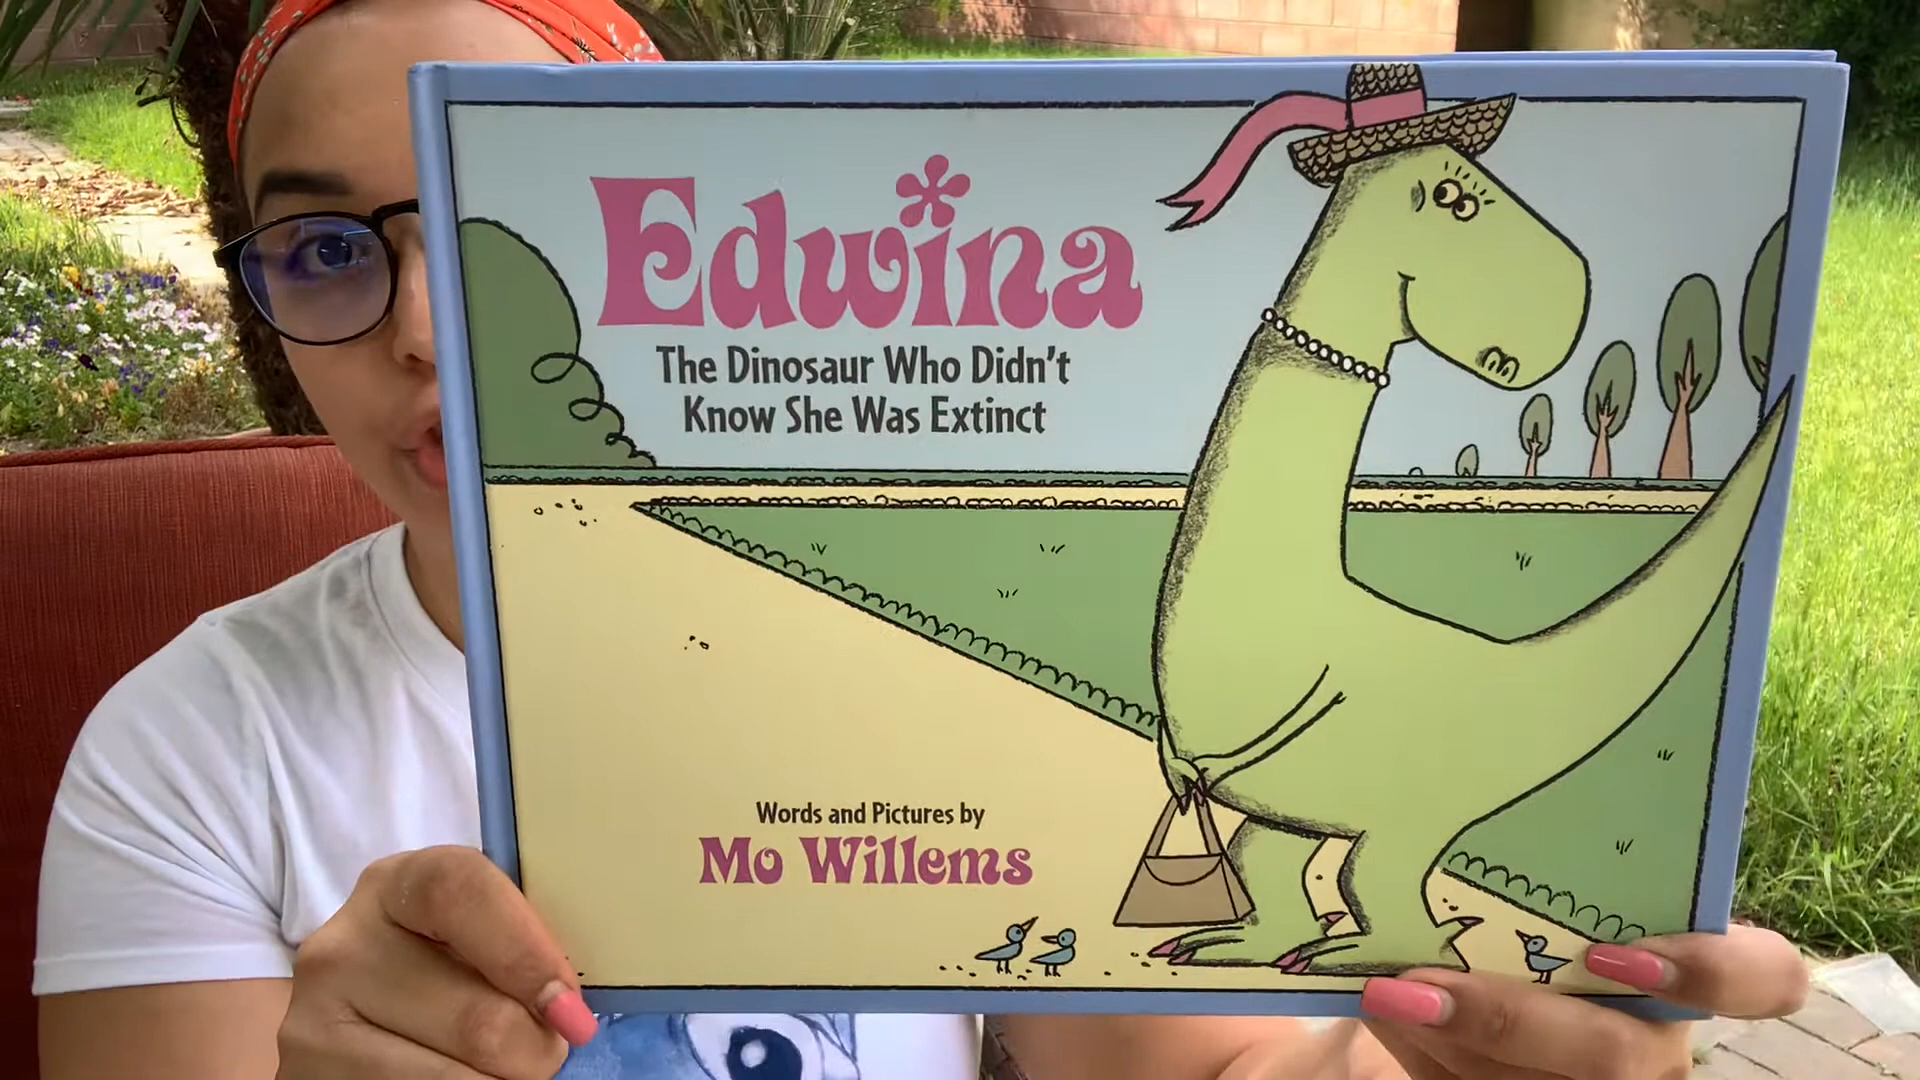 Edwina
The Dinosaur Who Didn't
Know She Was Extinct
Words and Pictures by
Mo Willems